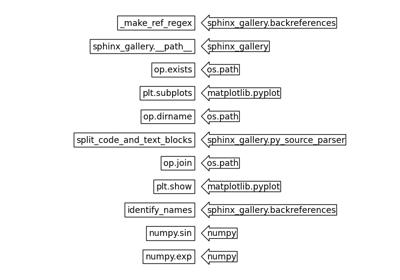 _make_ref_regex sphinx_gallery.backreferences
sphinx_gallery.__path__ sphinx_gallery
op.exists os.path
plt.subplots matplotlib.pyplot
op.dirname os.path
split_code_and_text_blocks sphinx_gallery.py_source_parser
op.join os.path
plt.show matplotlib.pyplot
identify_names sphinx_gallery.backreferences
numpy.sin numpy
numpy.exp numpy